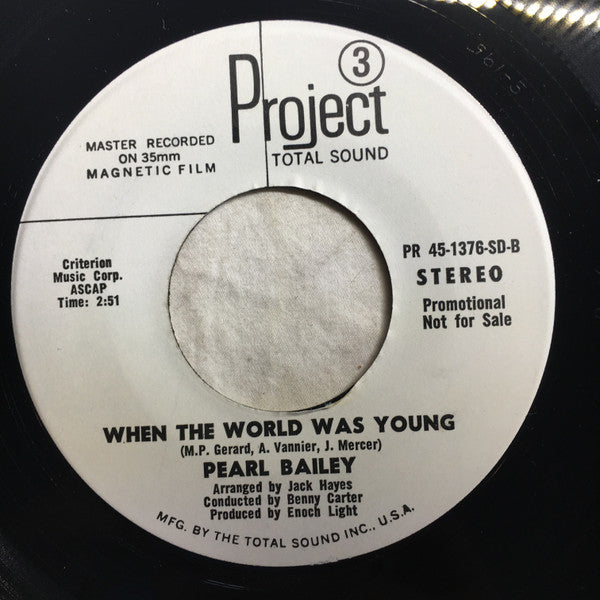 Project 3
TOTAL SOUND
MASTER RECORDED
ON 35mm
MAGNETIC FILM
Criterion
Music Corp.
ASCAP
Time: 2:51
PR 45-1376-SD-B
STEREO
Promotional
Not for Sale
WHEN THE WORLD WAS YOUNG
(M.P. Gerard, A. Vannier, J. Mercer)
PEARL BAILEY
Arranged by Jack Hayes
Conducted by Benny Carter
Produced by Enoch Light
MFG. BY THE TOTAL SOUND INC., U.S.A.